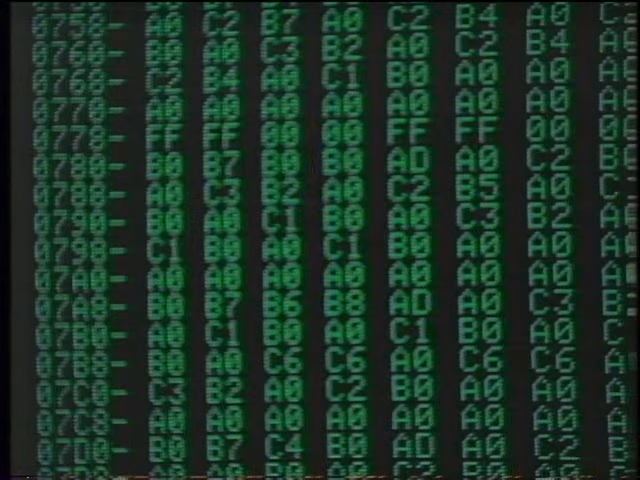 0758- A0 C2 B7 A0 C2 B4 A0
0760- B0 A0 C3 B2 A0 C2 B4
0768- C2 B4 A0 C1 B0 A0 A0
0770- A0 A0 A0 A0 A0 A0 A0
0778- FF FF 00 00 FF FF 00
0780- B0 B7 B0 B0 AD A0 C2
0788- A0 C3 B2 A0 C2 B5 A0
0790- B0 A0 C1 B0 A0 C3 B2
0798- C1 B0 A0 C1 B0 A0 A0
07A0- A0 A0 A0 A0 A0 A0 A0
07A8- B0 B7 B6 B8 AD A0 C3
07B0- A0 C1 B0 A0 C1 B0 A0
07B8- B0 A0 C6 C6 A0 C6 C6
07C0- C3 B2 A0 C2 B0 A0 A0
07C8- A0 A0 A0 A0 A0 A0 A0
07D0- B0 B7 C4 B0 AD A0 C2